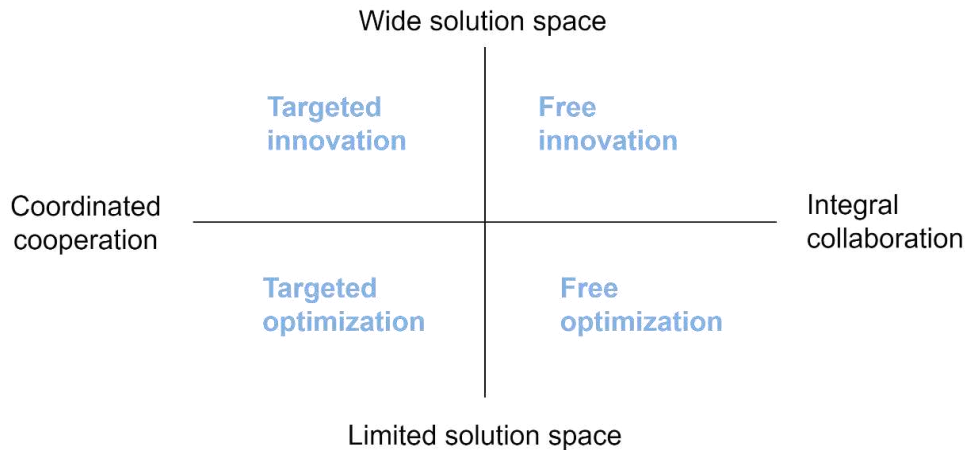 Wide solution space
Targeted
innovation
Free
innovation
Coordinated
cooperation
Integral
collaboration
Targeted
optimization
Free
optimization
Limited solution space